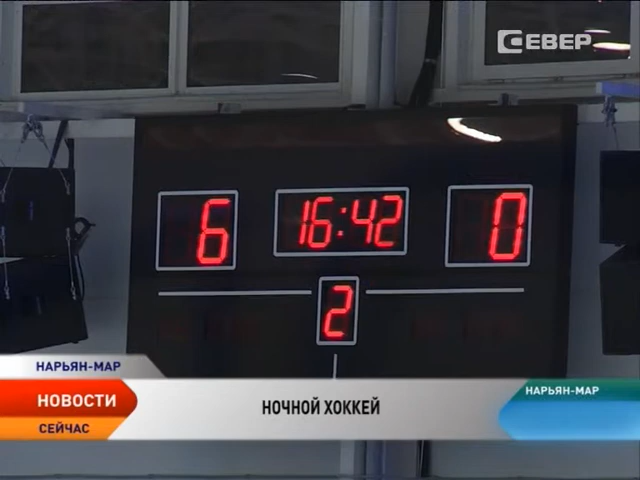 СЕВЕР
6 16:42 0
2
НАРЬЯН-МАР
НОВОСТИ
СЕЙЧАС
НОЧНОЙ ХОККЕЙ
НАРЬЯН-МАР